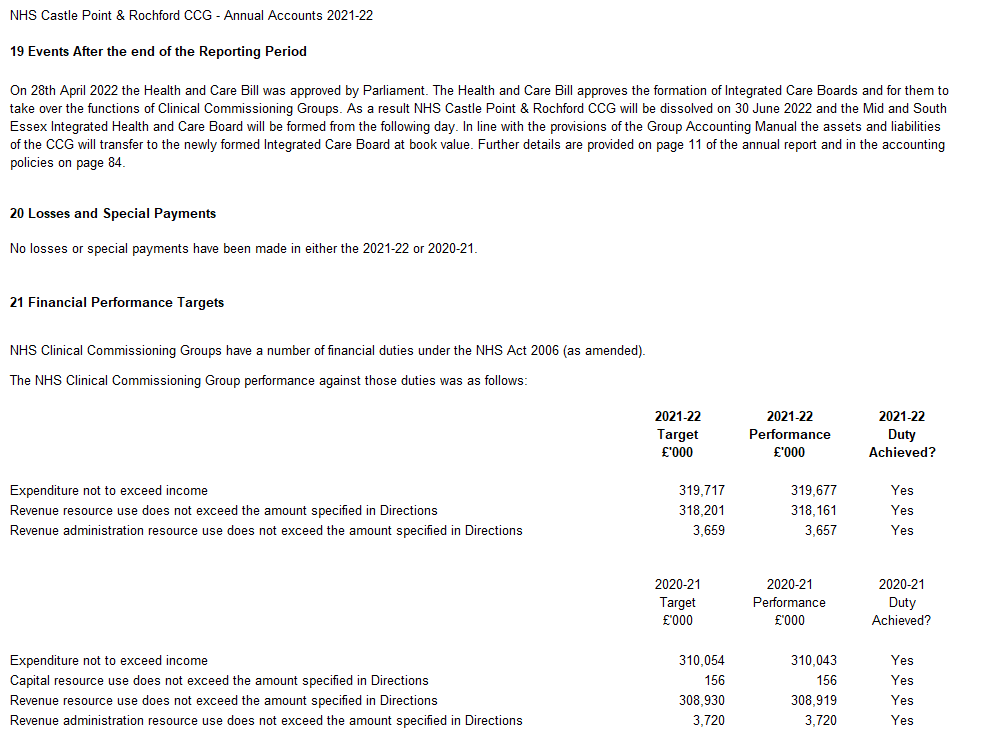 NHS Castle Point & Rochford CCG - Annual Accounts 2021-22
19 Events After the end of the Reporting Period
On 28th April 2022 the Health and Care Bill was approved by Parliament. The Health and Care Bill approves the formation of Integrated Care Boards and for them to
take over the functions of Clinical Commissioning Groups. As a result NHS Castle Point & Rochford CCG will be dissolved on 30 June 2022 and the Mid and South
Essex Integrated Health and Care Board will be formed from the following day. In line with the provisions of the Group Accounting Manual the assets and liabilities
of the CCG will transfer to the newly formed Integrated Care Board at book value. Further details are provided on page 11 of the annual report and in the accounting
policies on page 84.
20 Losses and Special Payments
No losses or special payments have been made in either the 2021-22 or 2020-21.
21 Financial Performance Targets
NHS Clinical Commissioning Groups have a number of financial duties under the NHS Act 2006 (as amended).
The NHS Clinical Commissioning Group performance against those duties was as follows:
2021-22 2021-22 2021-22
Target Performance Duty
£'000 £'000 Achieved?
Expenditure not to exceed income 319,717 319,677 Yes
Revenue resource use does not exceed the amount specified in Directions 318,201 318,161 Yes
Revenue administration resource use does not exceed the amount specified in Directions 3,659 3,657 Yes
2020-21 2020-21 2020-21
Target Performance Duty
£'000 £'000 Achieved?
Expenditure not to exceed income 310,054 310,043 Yes
Capital resource use does not exceed the amount specified in Directions 156 156 Yes
Revenue resource use does not exceed the amount specified in Directions 308,930 308,919 Yes
Revenue administration resource use does not exceed the amount specified in Directions 3,720 3,720 Yes